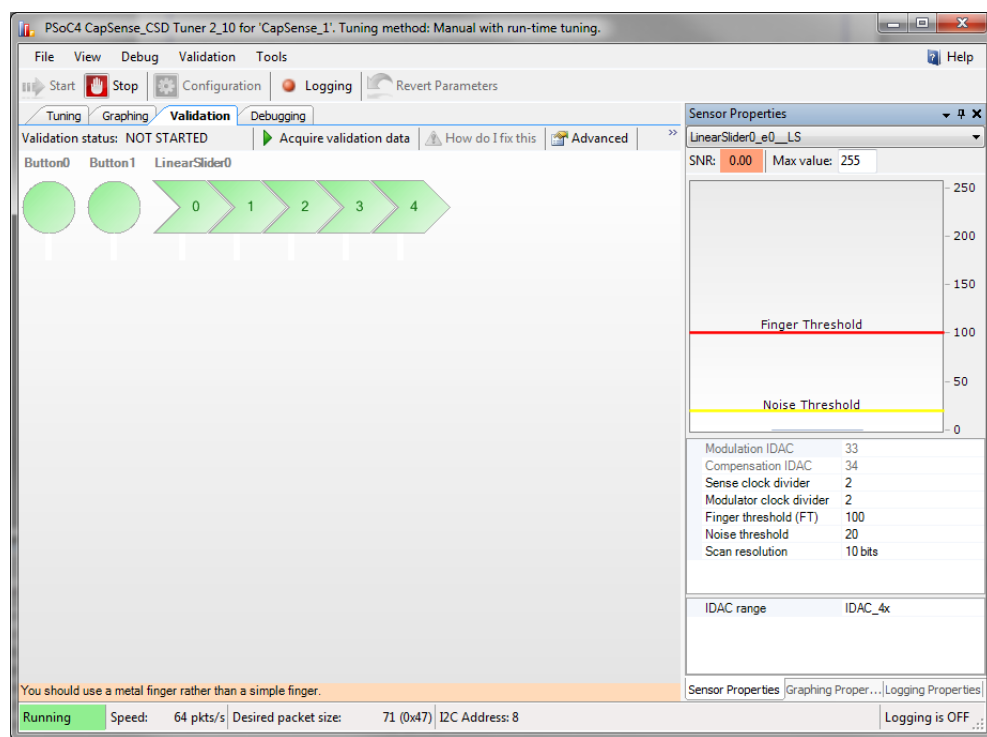 PSoC4 CapSense_CSD Tuner 2_10 for 'CapSense_1'. Tuning method: Manual with run-time tuning.
File View Debug Validation Tools Help
Start Stop Configuration Logging Revert Parameters
Tuning Graphing Validation Debugging
Validation status: NOT STARTED Acquire validation data How do I fix this Advanced »
Button0 Button1 LinearSlider0
0 1 2 3 4
You should use a metal finger rather than a simple finger.
Sensor Properties
LinearSlider0_e0__LS
SNR: 0.00 Max value: 255
250
200
150
Finger Threshold
100
50
Noise Threshold
0
Modulation IDAC 33
Compensation IDAC 34
Sense clock divider 2
Modulator clock divider 2
Finger threshold (FT) 100
Noise threshold 20
Scan resolution 10 bits
IDAC range IDAC_4x
Sensor Properties Graphing Proper... Logging Properties
Running Speed: 64 pkts/s Desired packet size: 71 (0x47) I2C Address: 8 Logging is OFF